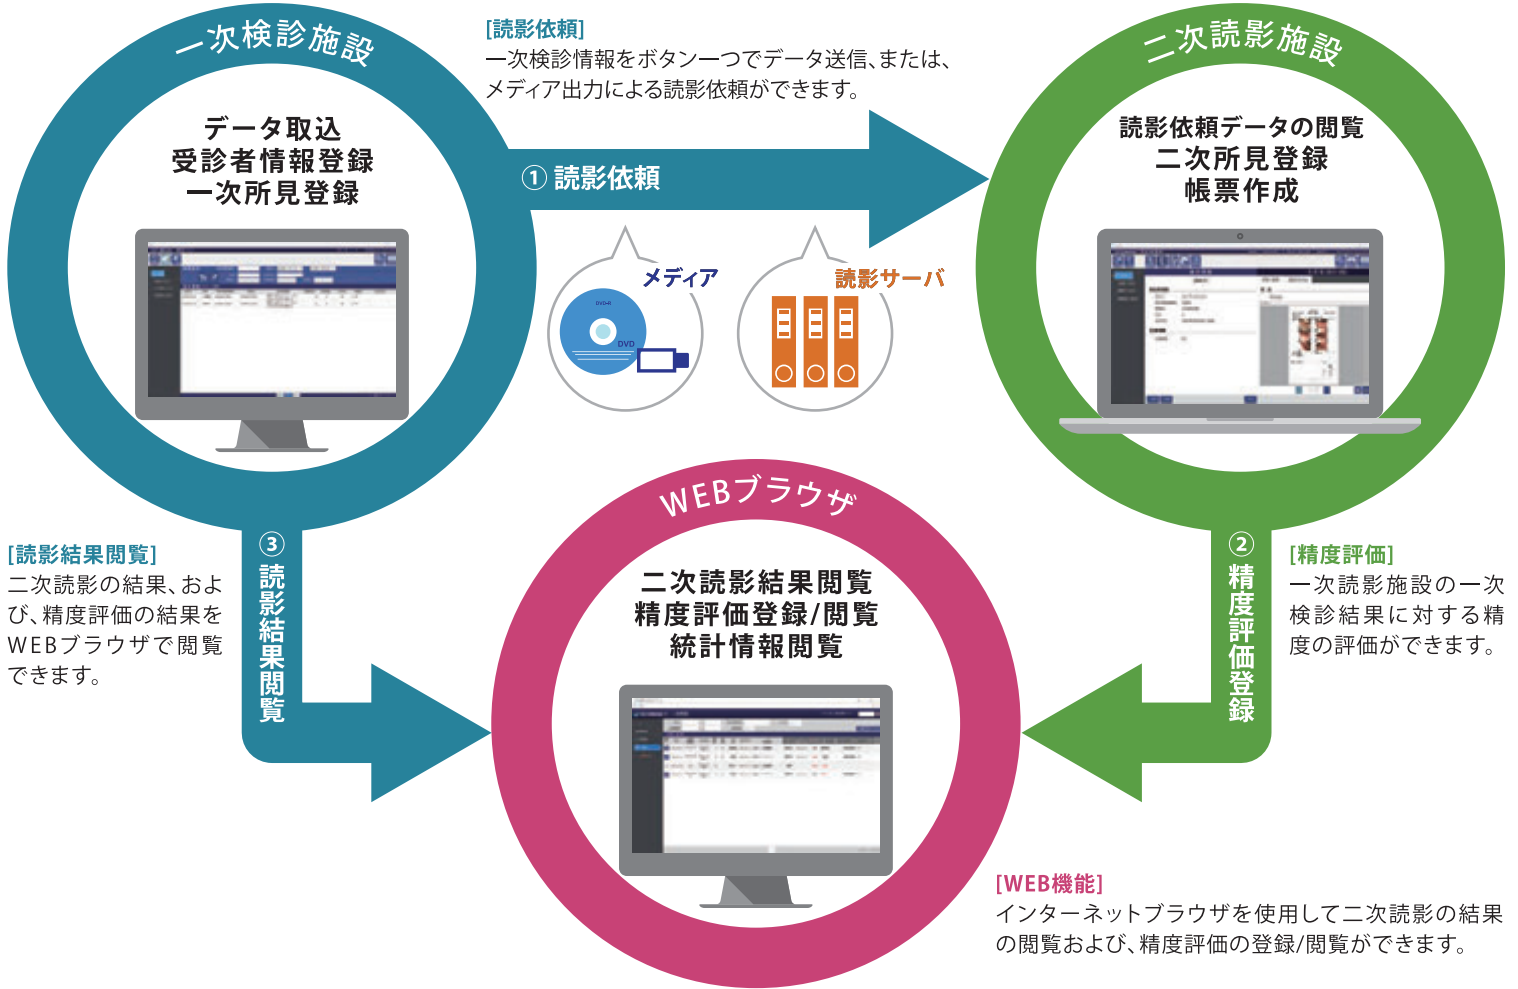 一次検診施設
データ取込
受診者情報登録
一次所見登録
[読影依頼]
一次検診情報をボタン一つでデータ送信、または、
メディア出力による読影依頼ができます。
① 読影依頼
メディア
DVD-R
DVD
読影サーバ
二次読影施設
読影依頼データの閲覧
二次所見登録
帳票作成
[読影結果閲覧]
二次読影の結果、およ
び、精度評価の結果を
WEBブラウザで閲覧
できます。
③読影結果閲覧
WEBブラウザ
二次読影結果閲覧
精度評価登録/閲覧
統計情報閲覧
②精度評価登録
[精度評価]
一次読影施設の一次
検診結果に対する精
度の評価ができます。
[WEB機能]
インターネットブラウザを使用して二次読影の結果
の閲覧および、精度評価の登録/閲覧ができます。